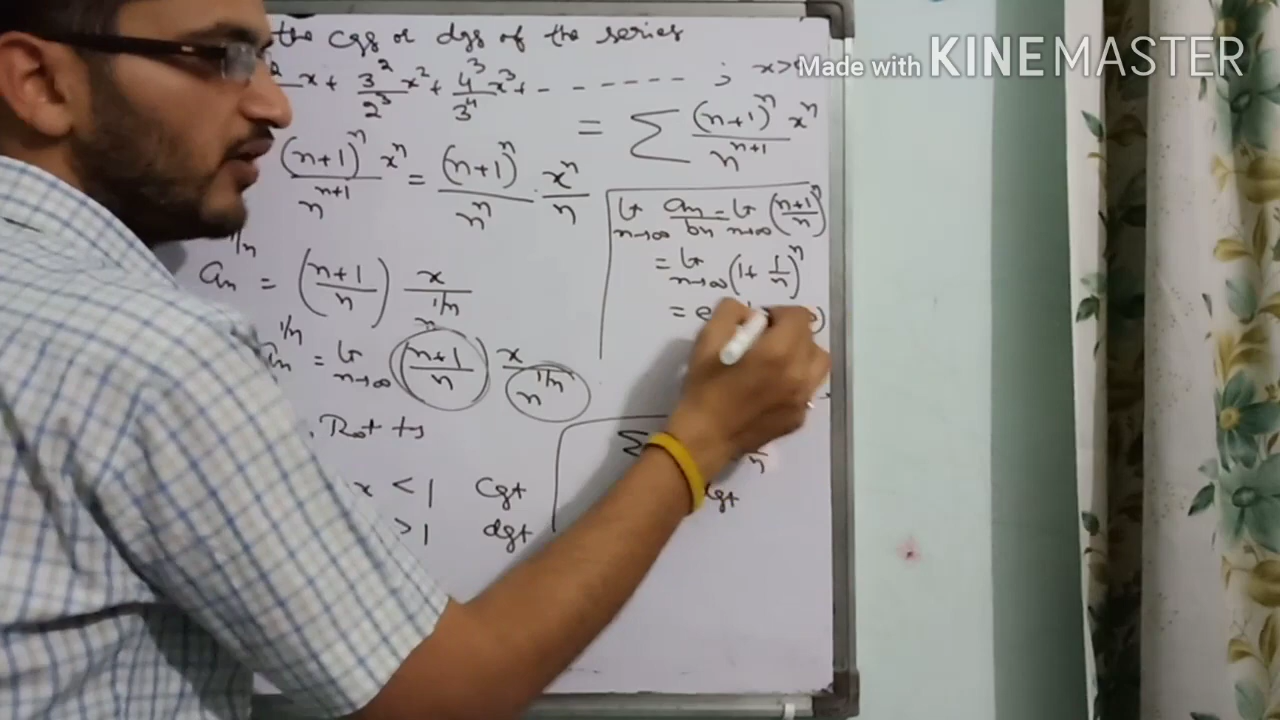 the cgs or dgs of the series
x + 3²/2³ x² + 4³/3⁴ x³ + - - - - - - - ; x>
= Σ (n+1)ⁿ xⁿ / nⁿ⁺¹
(n+1)ⁿ/nⁿ⁺¹ xⁿ = (n+1)ⁿ/nⁿ · xⁿ/n
an^1/n = ((n+1)/n) x/n^1/n
an^1/n = lt n→∞ ((n+1)/n) x/n^1/n
. Root ts
x < 1 Cgt
> 1 dgt
lt n→∞ an/bn = lt n→∞ ((n+1)/n)ⁿ
= lt n→∞ (1 + 1/n)ⁿ
= e
Σ
n
Made with KINEMASTER